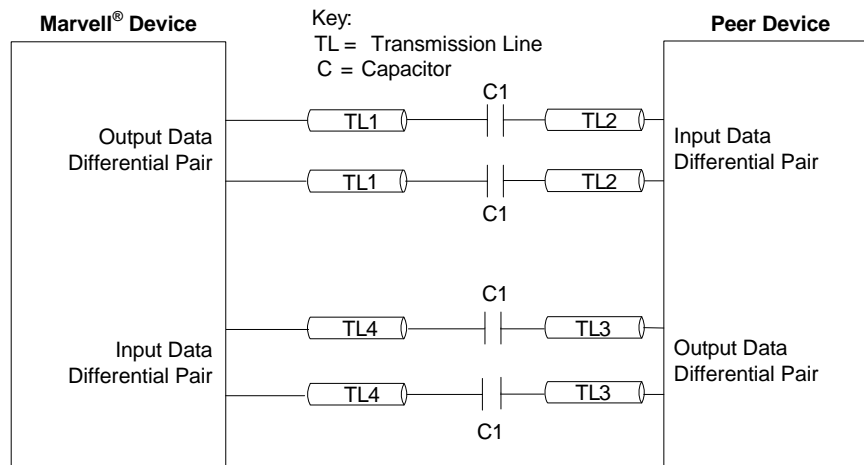 Marvell® Device
Key:
TL = Transmission Line
C = Capacitor
Peer Device
C1
TL1
TL2
Output Data
Differential Pair
Input Data
Differential Pair
TL1
TL2
C1
C1
TL4
TL3
Input Data
Differential Pair
Output Data
Differential Pair
TL4
TL3
C1